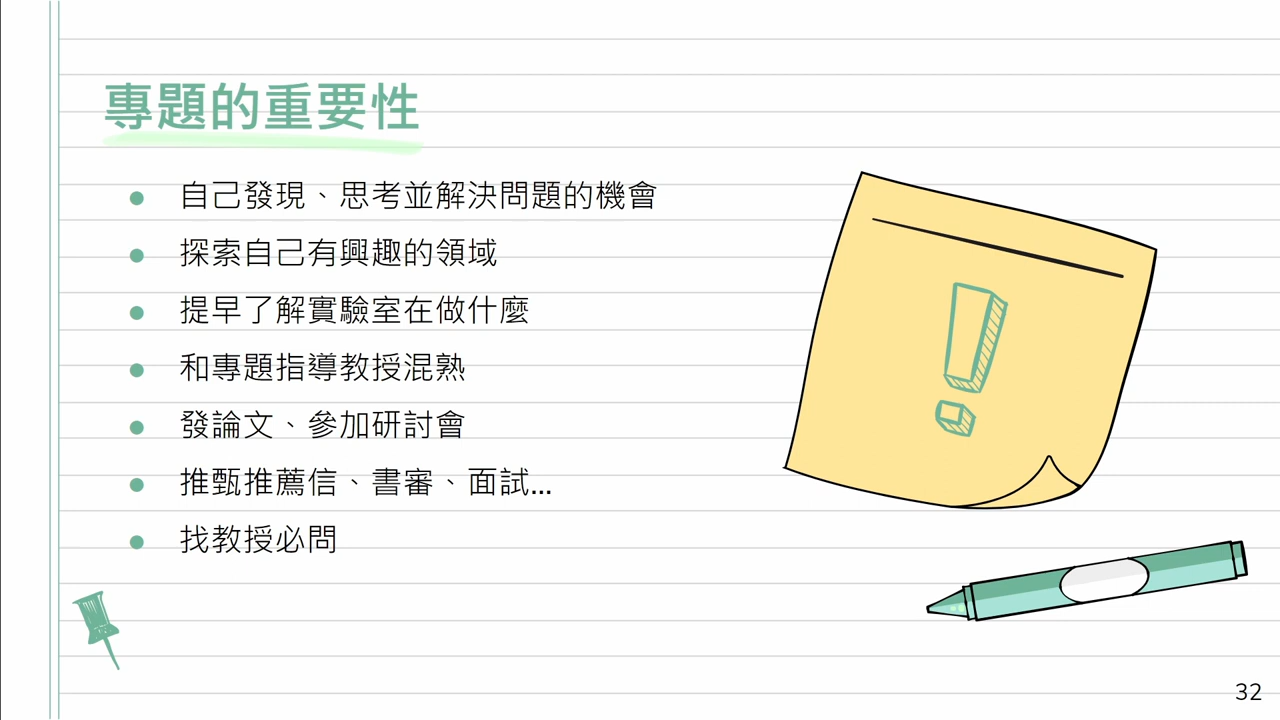 專題的重要性
自己發現、思考並解決問題的機會
探索自己有興趣的領域
提早了解實驗室在做什麼
和專題指導教授混熟
發論文、參加研討會
推甄推薦信、書審、面試...
找教授必問
32